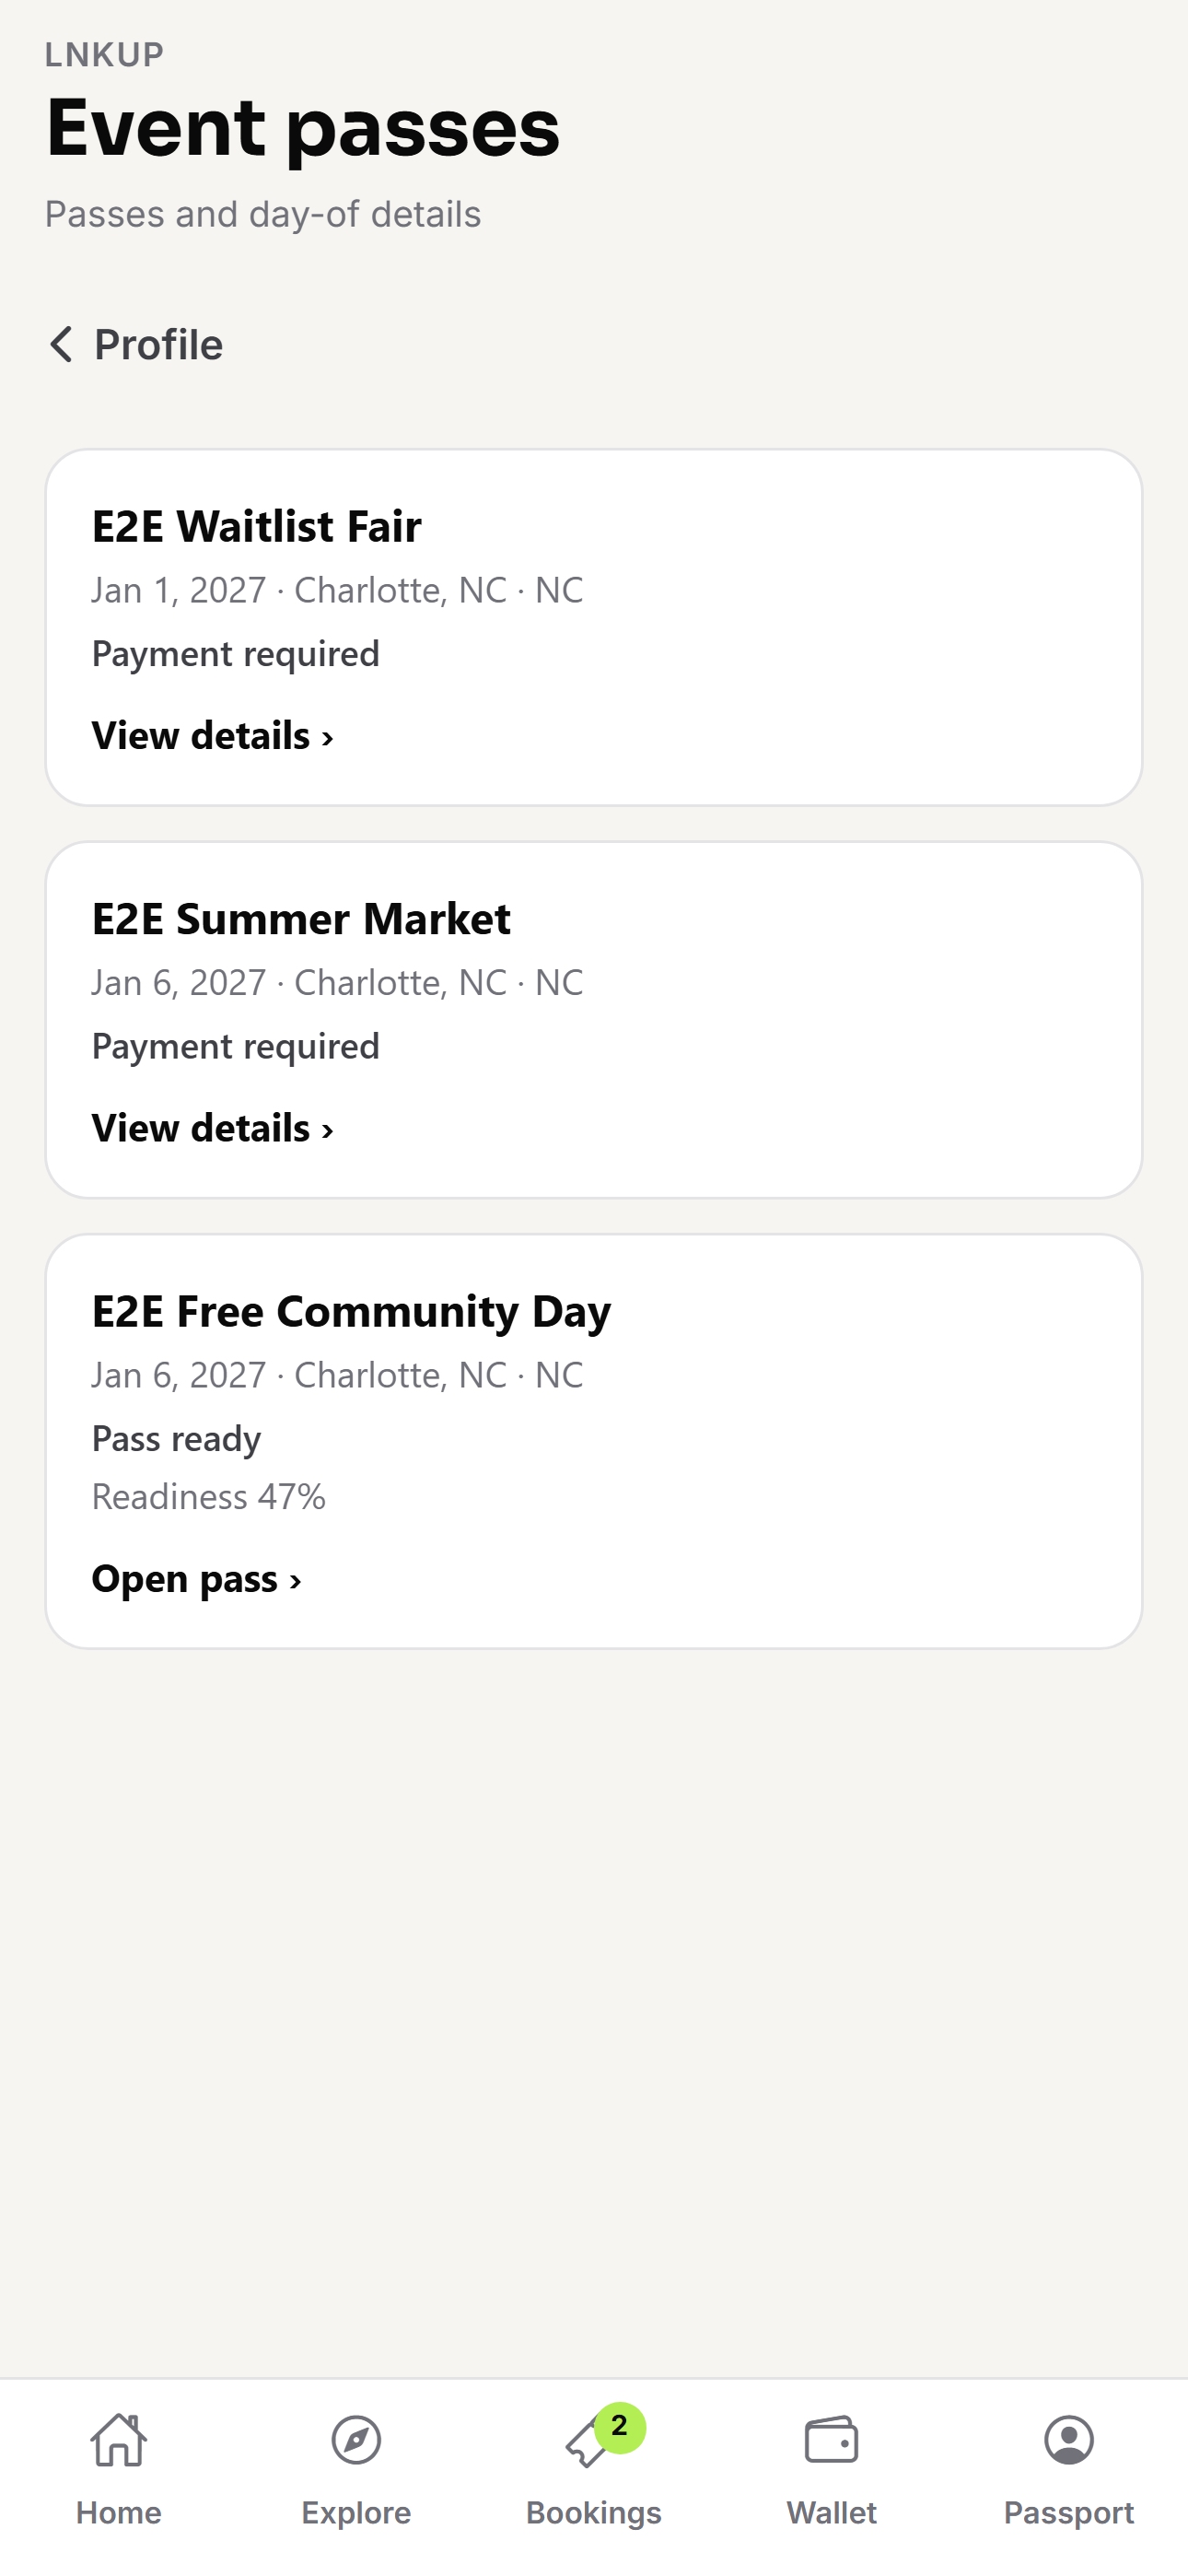 LNKUP
Event passes
Passes and day-of details
Profile
E2E Waitlist Fair
Jan 1, 2027 · Charlotte, NC · NC
Payment required
View details ›
E2E Summer Market
Jan 6, 2027 · Charlotte, NC · NC
Payment required
View details ›
E2E Free Community Day
Jan 6, 2027 · Charlotte, NC · NC
Pass ready
Readiness 47%
Open pass ›
2
Home
Explore
Bookings
Wallet
Passport